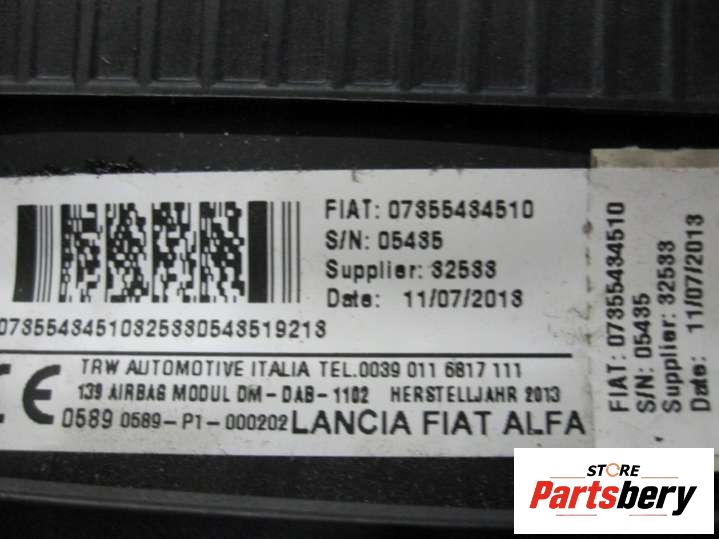 FIAT: 07355434510
S/N: 05435
Supplier: 32533
Date: 11/07/2013
07355434510325330543519213
TRW AUTOMOTIVE ITALIA TEL.0039 011 6817 111
139 AIRBAG MODUL DM-DAB-1102 HERSTELLJAHR 2013
CE 0589 0589-P1-000202 LANCIA FIAT ALFA
FIAT: 07355434510
S/N: 05435
Supplier: 32533
Date: 11/07/2013
STORE
Partsbery